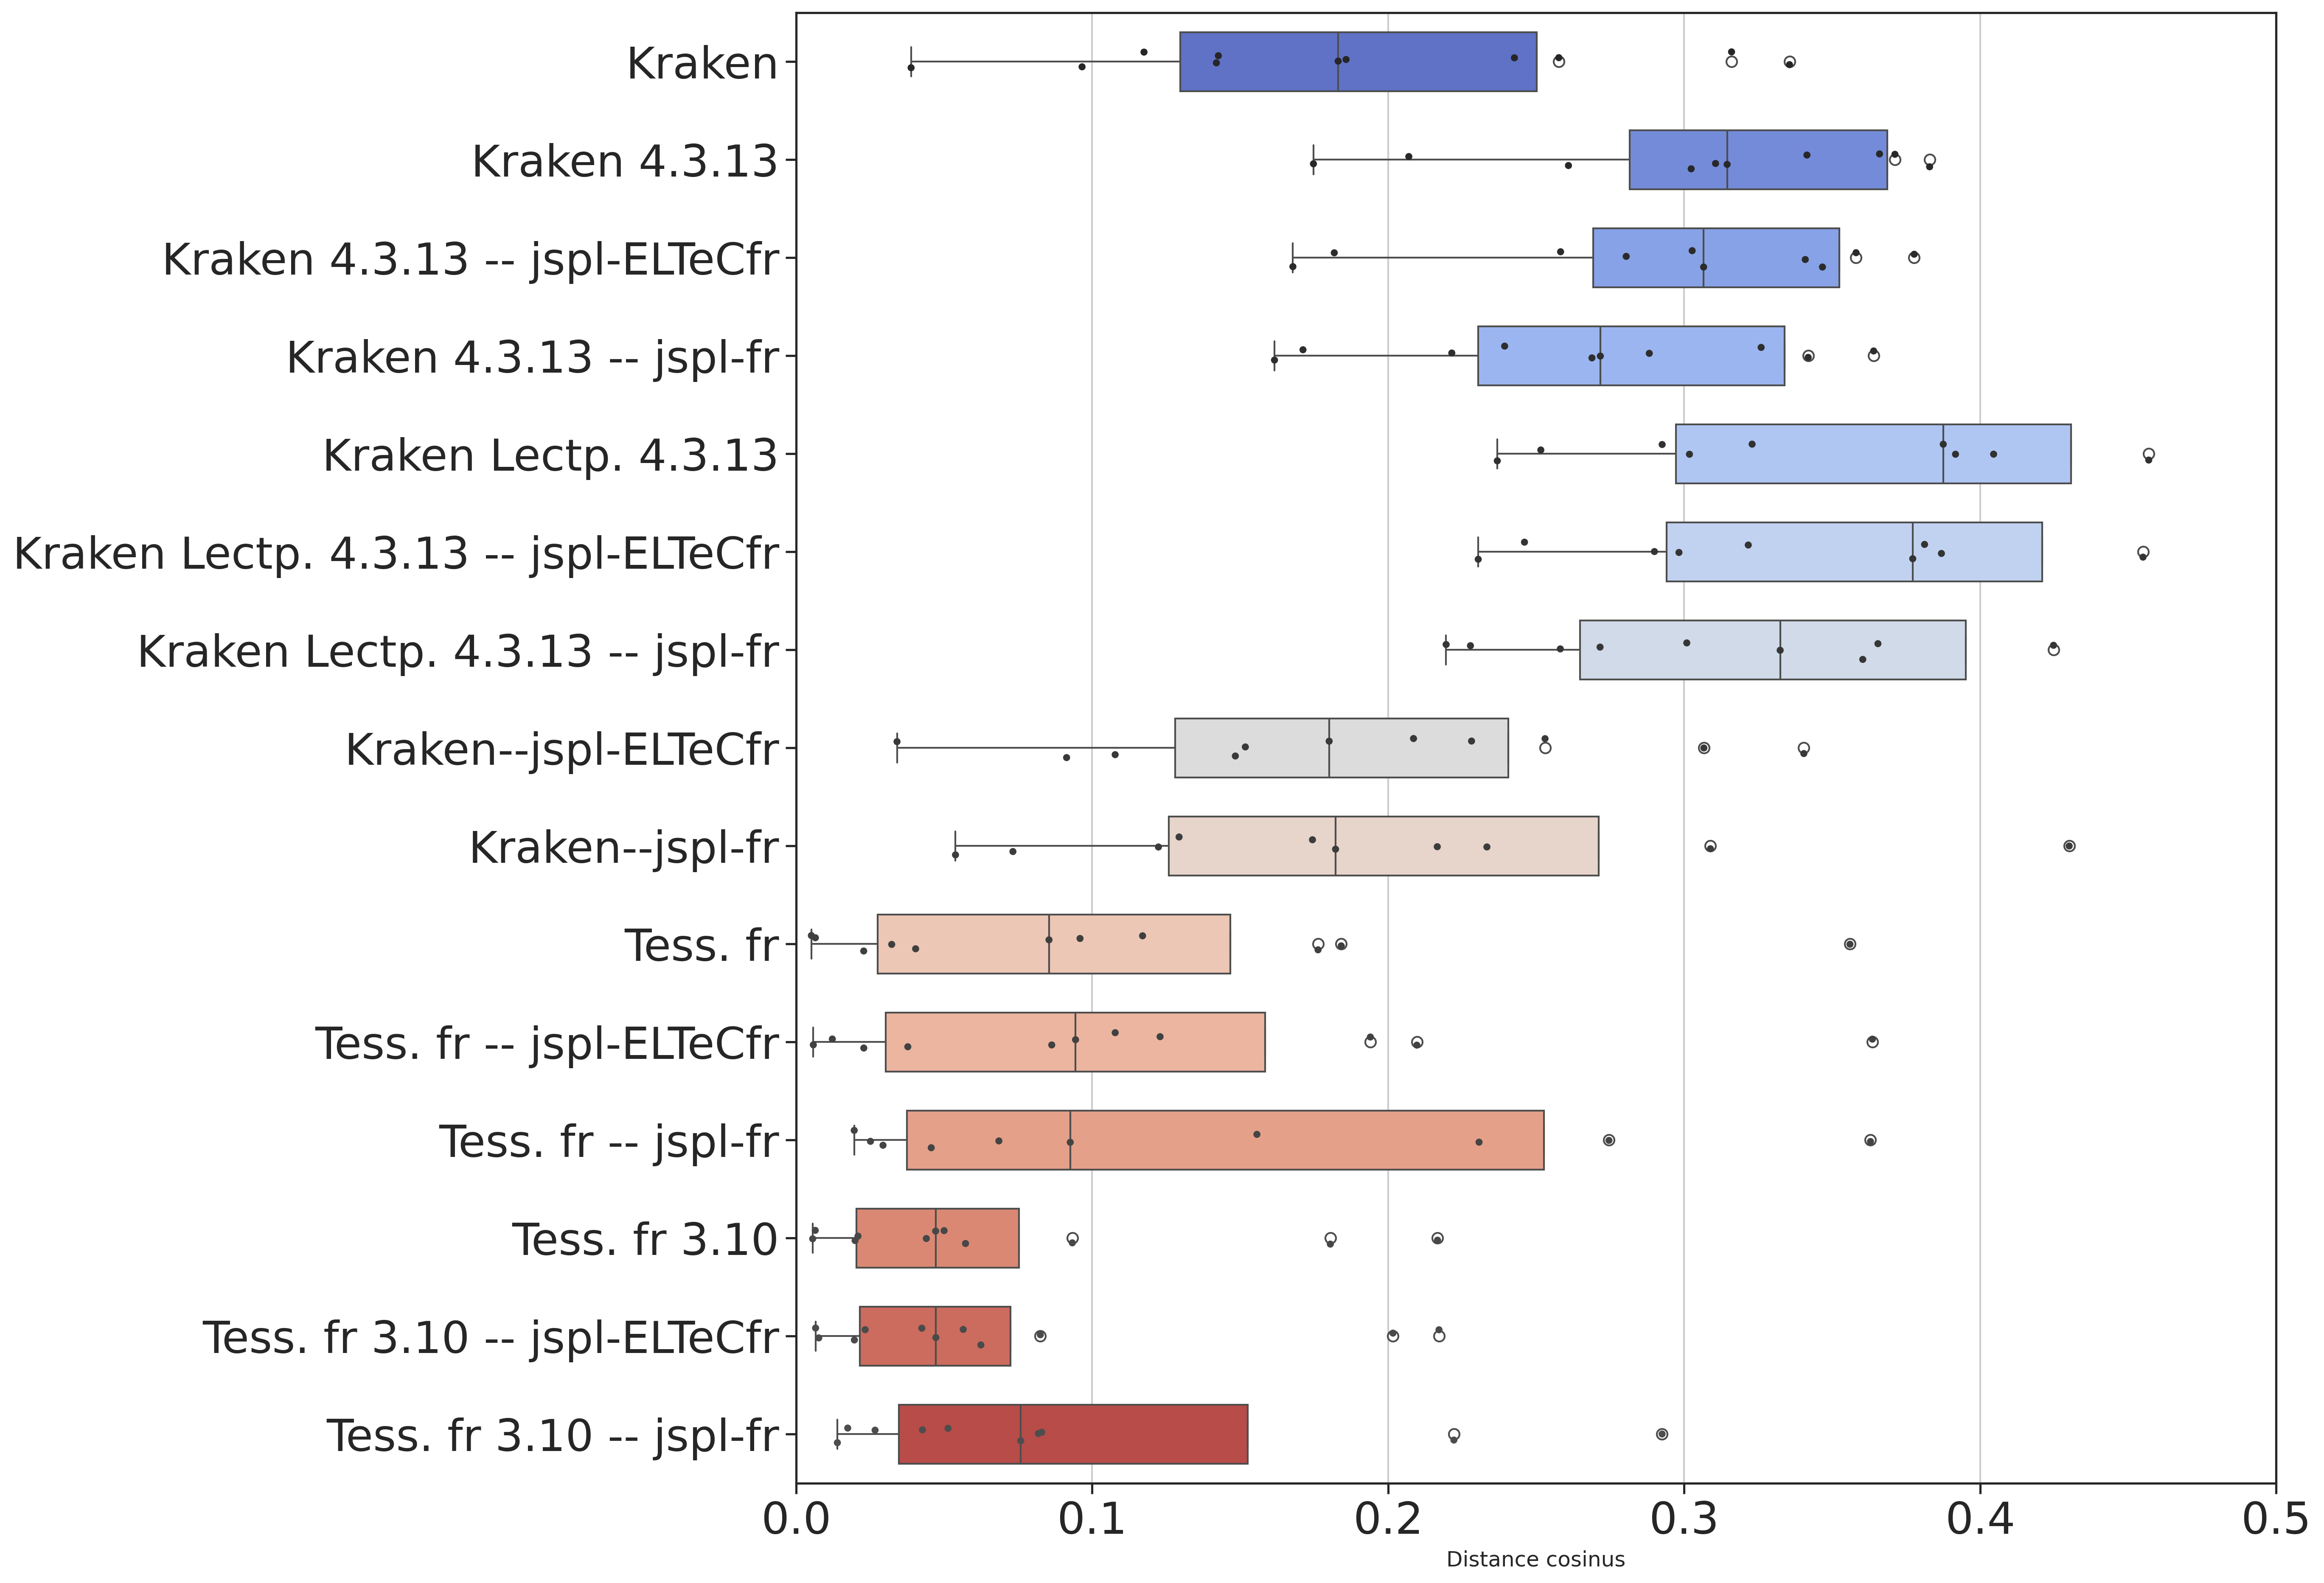 Kraken
Kraken 4.3.13
Kraken 4.3.13 -- jspl-ELTeCfr
Kraken 4.3.13 -- jspl-fr
Kraken Lectp. 4.3.13
Kraken Lectp. 4.3.13 -- jspl-ELTeCfr
Kraken Lectp. 4.3.13 -- jspl-fr
Kraken--jspl-ELTeCfr
Kraken--jspl-fr
Tess. fr
Tess. fr -- jspl-ELTeCfr
Tess. fr -- jspl-fr
Tess. fr 3.10
Tess. fr 3.10 -- jspl-ELTeCfr
Tess. fr 3.10 -- jspl-fr
0.0 0.1 0.2 0.3 0.4 0.5
Distance cosinus